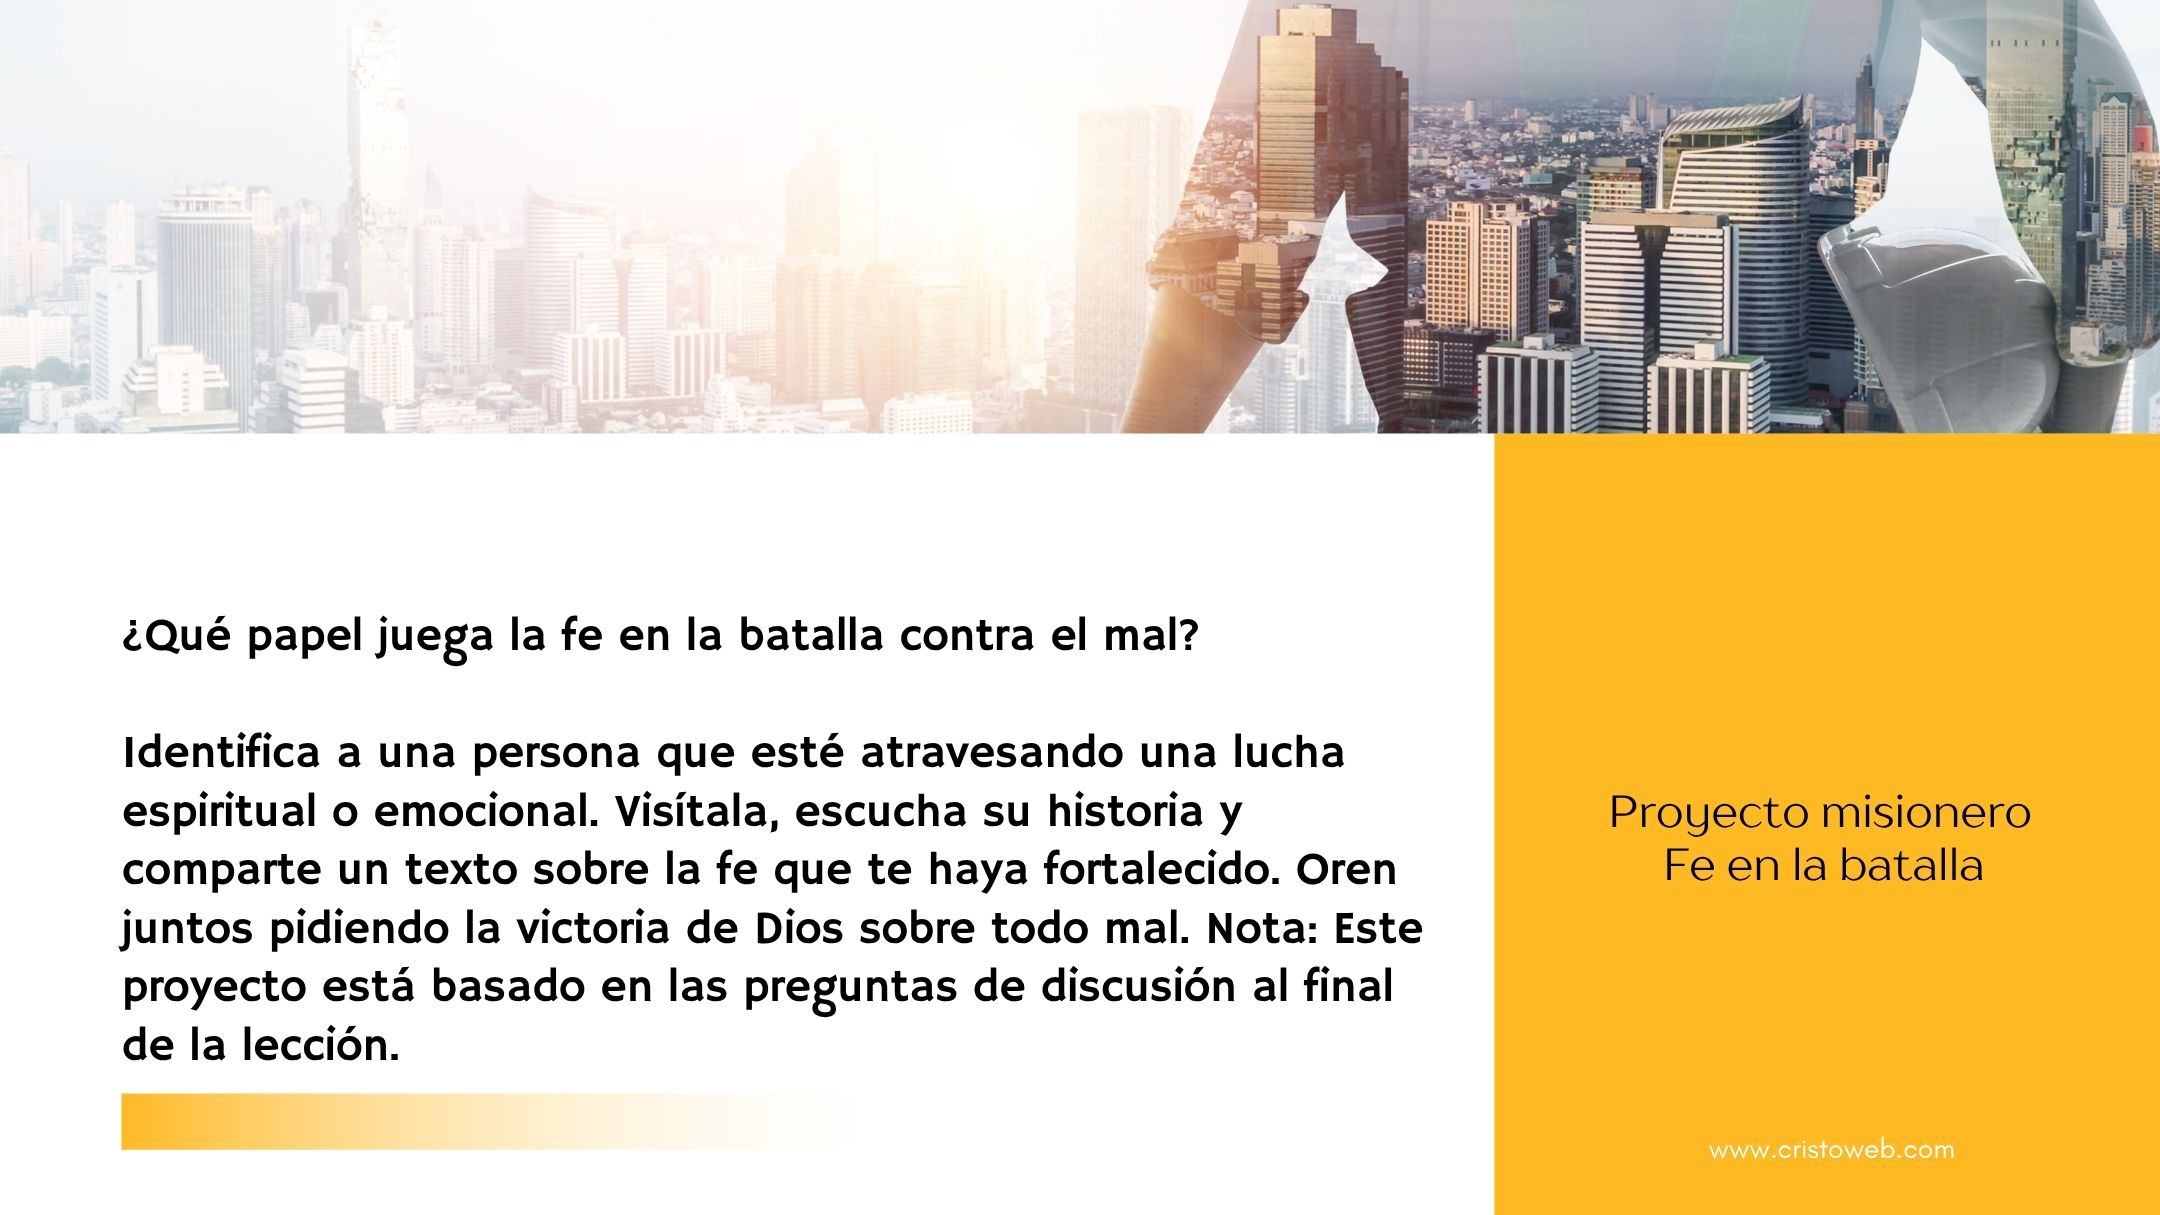 ¿Qué papel juega la fe en la batalla contra el mal?
Identifica a una persona que esté atravesando una lucha
espiritual o emocional. Visítala, escucha su historia y
comparte un texto sobre la fe que te haya fortalecido. Oren
juntos pidiendo la victoria de Dios sobre todo mal. Nota: Este
proyecto está basado en las preguntas de discusión al final
de la lección.
Proyecto misionero
Fe en la batalla
www.cristoweb.com